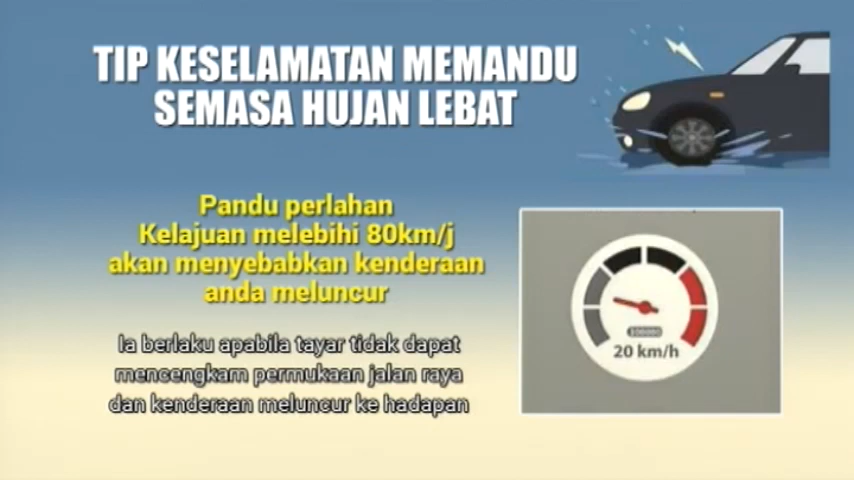 TIP KESELAMATAN MEMANDU
SEMASA HUJAN LEBAT
Pandu perlahan
Kelajuan melebihi 80km/j
akan menyebabkan kenderaan
anda meluncur
Ia berlaku apabila tayar tidak dapat
mencengkam permukaan jalan raya
dan kenderaan meluncur ke hadapan
20 km/h